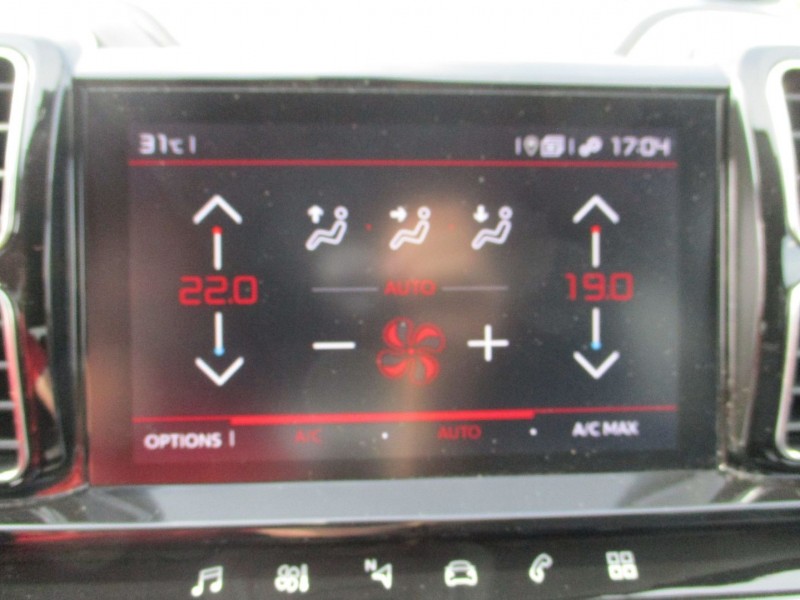 31°C
17:04
22.0
19.0
AUTO
OPTIONS A/C AUTO A/C MAX
N